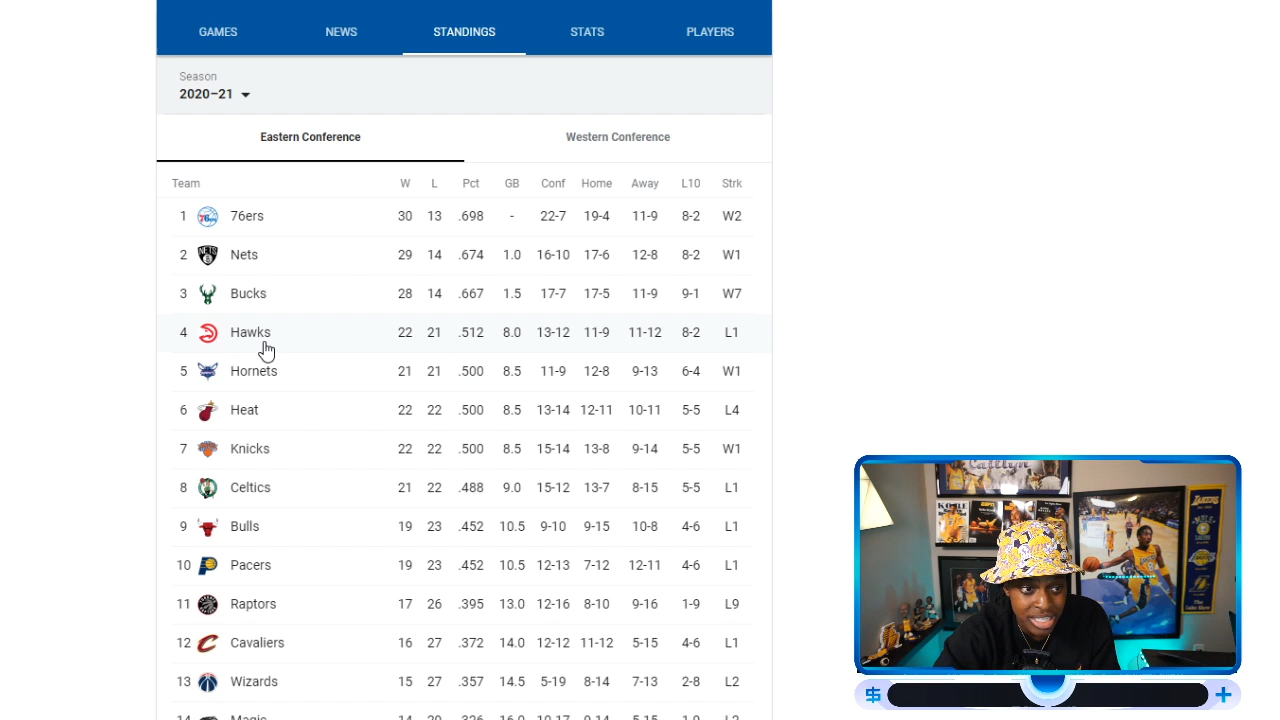 GAMES NEWS STANDINGS STATS PLAYERS
Season
2020–21
Eastern Conference Western Conference
Team W L Pct GB Conf Home Away L10 Strk
1 76ers 30 13 .698 - 22-7 19-4 11-9 8-2 W2
2 Nets 29 14 .674 1.0 16-10 17-6 12-8 8-2 W1
3 Bucks 28 14 .667 1.5 17-7 17-5 11-9 9-1 W7
4 Hawks 22 21 .512 8.0 13-12 11-9 11-12 8-2 L1
5 Hornets 21 21 .500 8.5 11-9 12-8 9-13 6-4 W1
6 Heat 22 22 .500 8.5 13-14 12-11 10-11 5-5 L4
7 Knicks 22 22 .500 8.5 15-14 13-8 9-14 5-5 W1
8 Celtics 21 22 .488 9.0 15-12 13-7 8-15 5-5 L1
9 Bulls 19 23 .452 10.5 9-10 9-15 10-8 4-6 L1
10 Pacers 19 23 .452 10.5 12-13 7-12 12-11 4-6 L1
11 Raptors 17 26 .395 13.0 12-16 8-10 9-16 1-9 L9
12 Cavaliers 16 27 .372 14.0 12-12 11-12 5-15 4-6 L1
13 Wizards 15 27 .357 14.5 5-19 8-14 7-13 2-8 L2
LAKERS